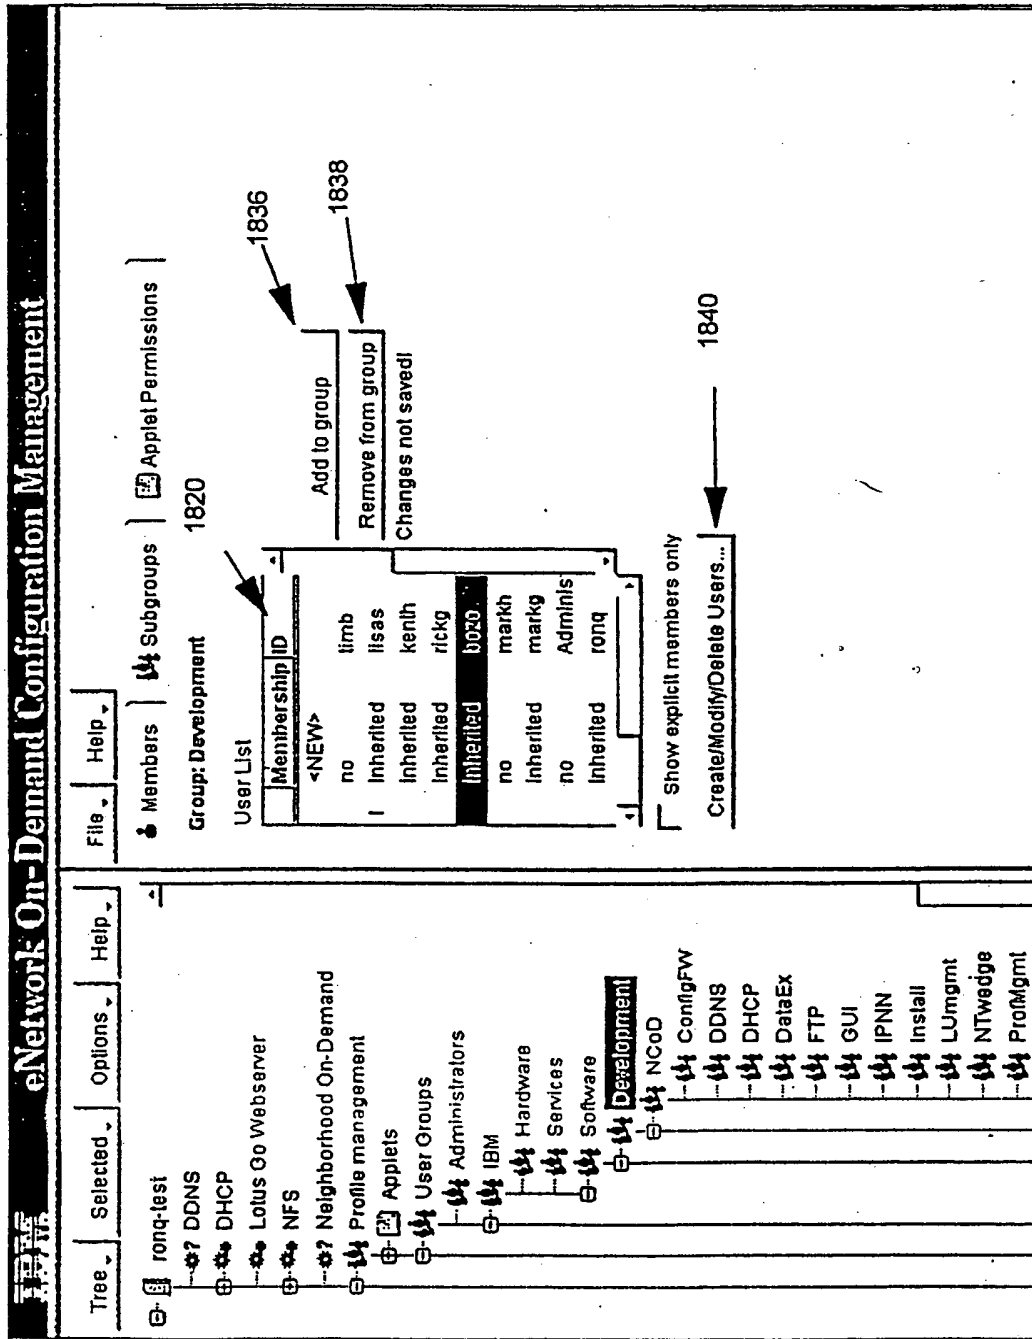 IBM
eNetwork On-Demand Configuration Management
Tree
Selected
Options
Help
ronq-test
? DDNS
DHCP
Lotus Go Webserver
NFS
? Neighborhood On-Demand
Profile management
Applets
User Groups
Administrators
IBM
Hardware
Services
Software
Development
NCoD
ConfigFW
DDNS
DHCP
DataEx
FTP
GUI
IPNN
Install
LUmgmt
NTwedge
ProfMgmt
File
Help
Members
Subgroups
Applet Permissions
Group: Development
1820
User List
Membership ID
<NEW>
no timb
Inherited lisas
Inherited kenth
Inherited rickg
Inherited bozo
no markh
Inherited markg
no Adminis
Inherited ronq
Add to group
1836
Remove from group
1838
Changes not saved!
Show explicit members only
Create/Modify/Delete Users...
1840